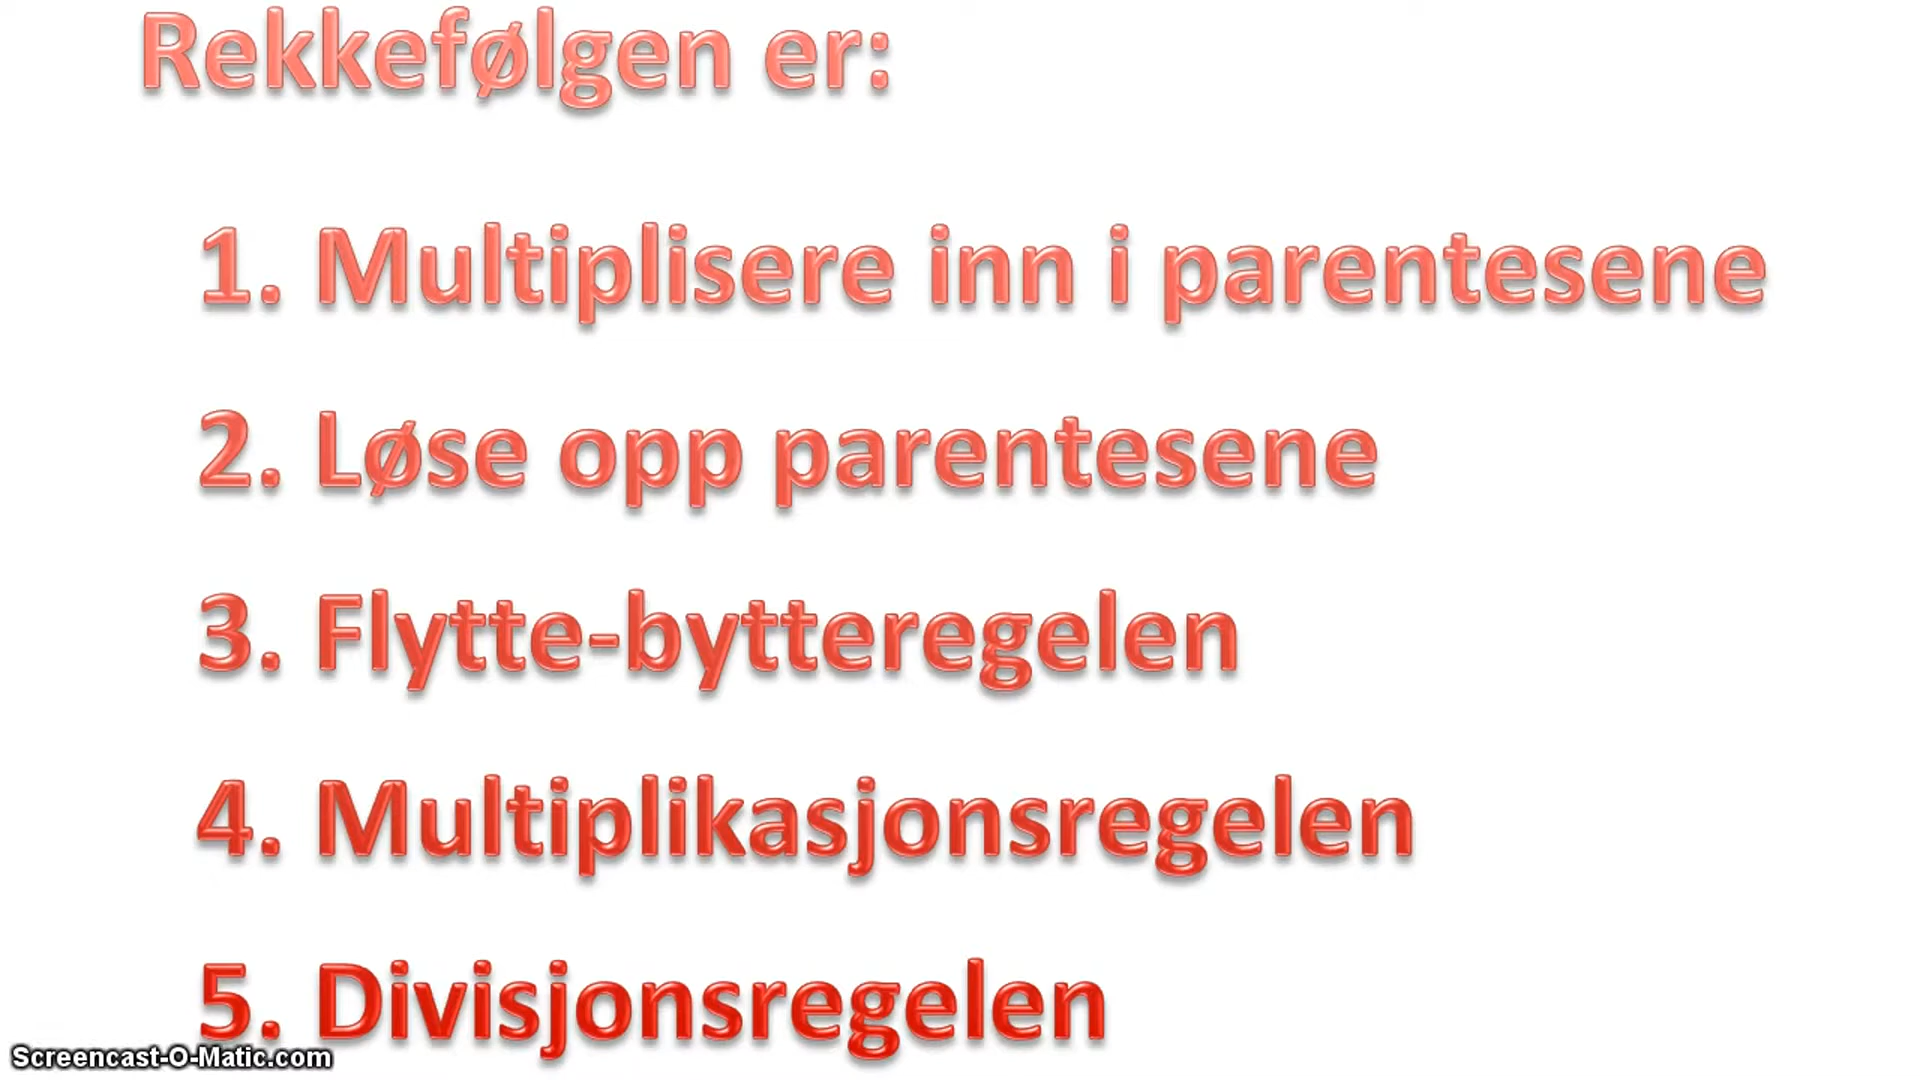 Rekkefølgen er:
1. Multiplisere inn i parentesene
2. Løse opp parentesene
3. Flytte-bytteregelen
4. Multiplikasjonsregelen
5. Divisjonsregelen
Screencast-O-Matic.com